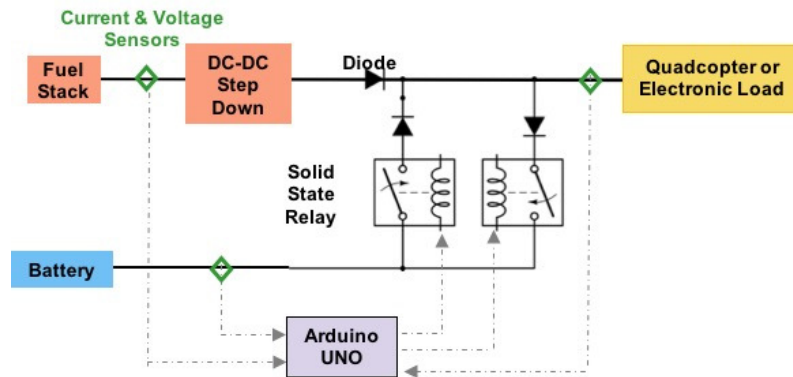 Current & Voltage
Sensors
Fuel
Stack
DC-DC
Step
Down
Diode
Quadcopter or
Electronic Load
Solid
State
Relay
Battery
Arduino
UNO